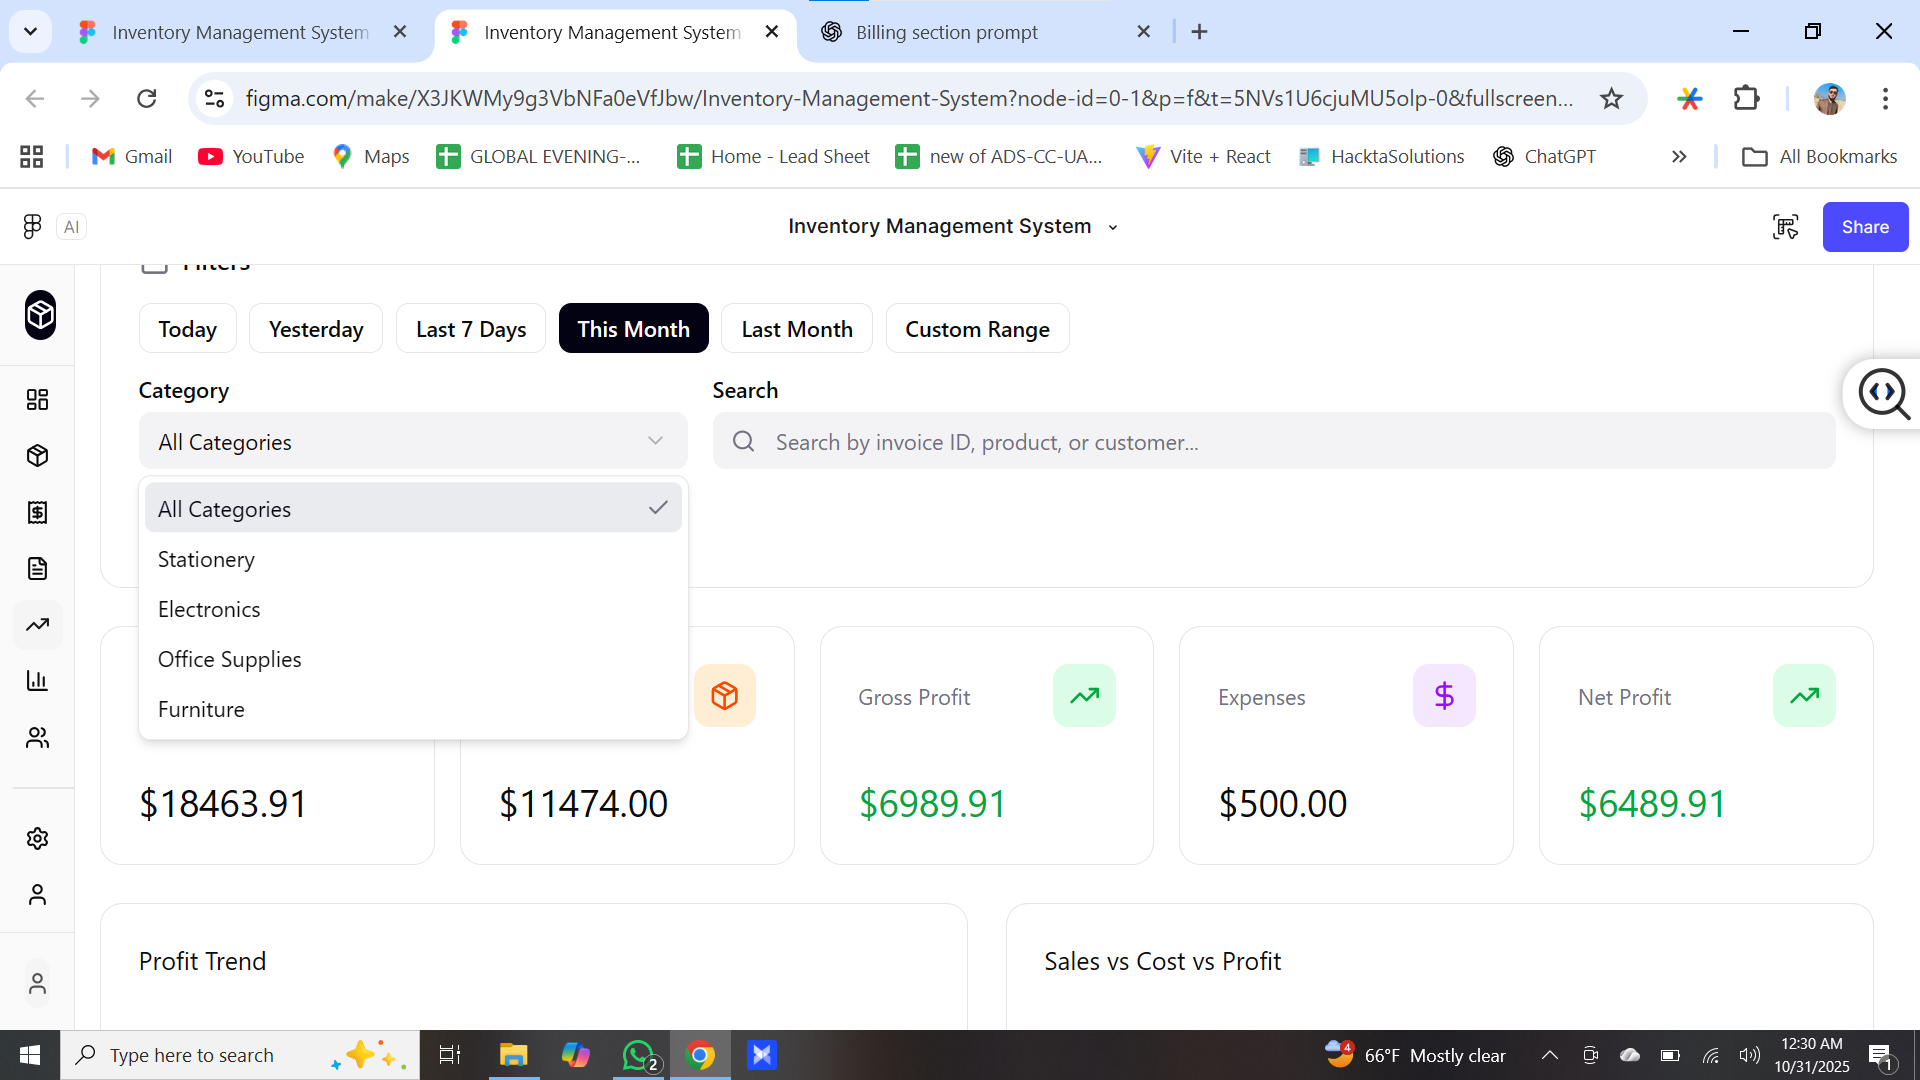 Inventory Management System
Inventory Management System
Billing section prompt
figma.com/make/X3JKWMy9g3VbNFa0eVfJbw/Inventory-Management-System?node-id=0-1&p=f&t=5NVs1U6cjuMU5olp-0&fullscreen...
Gmail
YouTube
Maps
GLOBAL EVENING-...
Home - Lead Sheet
new of ADS-CC-UA...
Vite + React
HacktaSolutions
ChatGPT
All Bookmarks
AI
Inventory Management System
Share
Today
Yesterday
Last 7 Days
This Month
Last Month
Custom Range
Category
Search
All Categories
Search by invoice ID, product, or customer...
All Categories
Stationery
Electronics
Office Supplies
Furniture
Gross Profit
Expenses
Net Profit
$18463.91
$11474.00
$6989.91
$500.00
$6489.91
Profit Trend
Sales vs Cost vs Profit
Type here to search
2
4
66°F Mostly clear
12:30 AM
10/31/2025
1